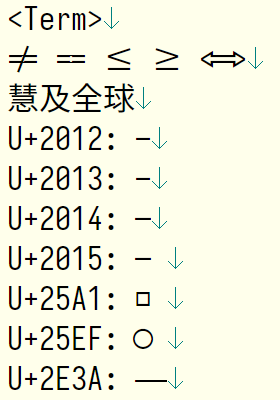 <Term>↓
≠ == ≤ ≥ ⟺↓
慧及全球↓
U+2012: ‒↓
U+2013: –↓
U+2014: —↓
U+2015: ― ↓
U+25A1: □ ↓
U+25EF: ◯ ↓
U+2E3A: ⸺↓